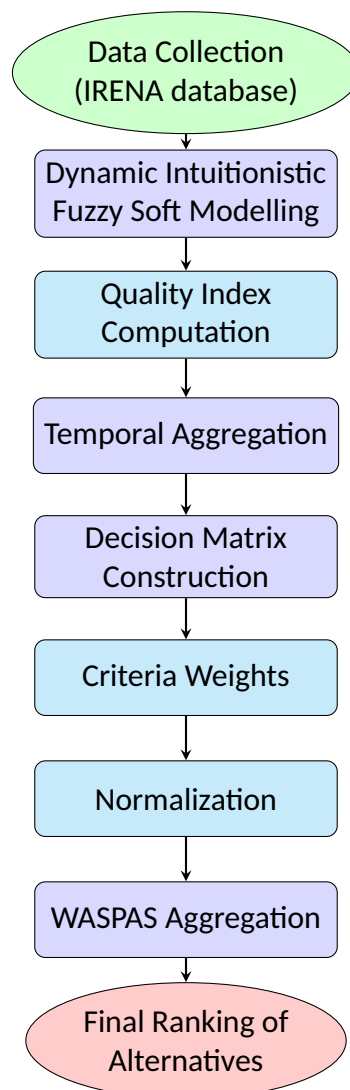 Data Collection
(IRENA database)
Dynamic Intuitionistic
Fuzzy Soft Modelling
Quality Index
Computation
Temporal Aggregation
Decision Matrix
Construction
Criteria Weights
Normalization
WASPAS Aggregation
Final Ranking of
Alternatives